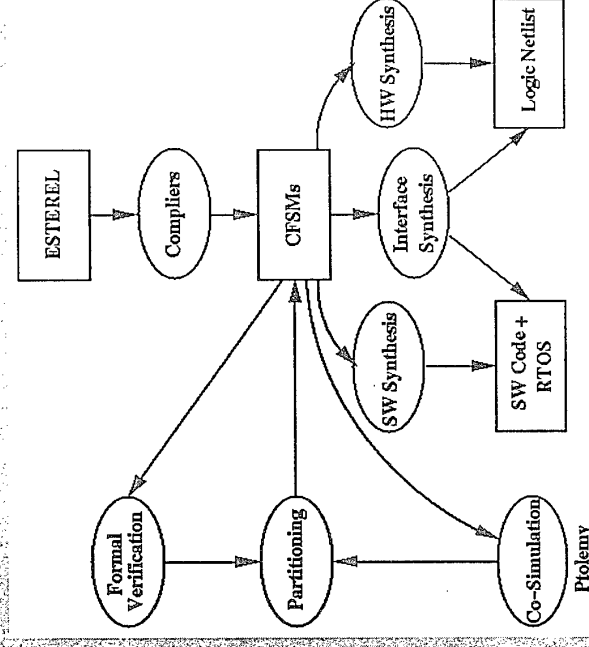 ESTEREL
Compliers
CFSMs
Formal
Verification
Partitioning
SW Synthesis
Interface
Synthesis
HW Synthesis
Co-Simulation
Ptolemy
SW Code +
RTOS
Logic Netlist